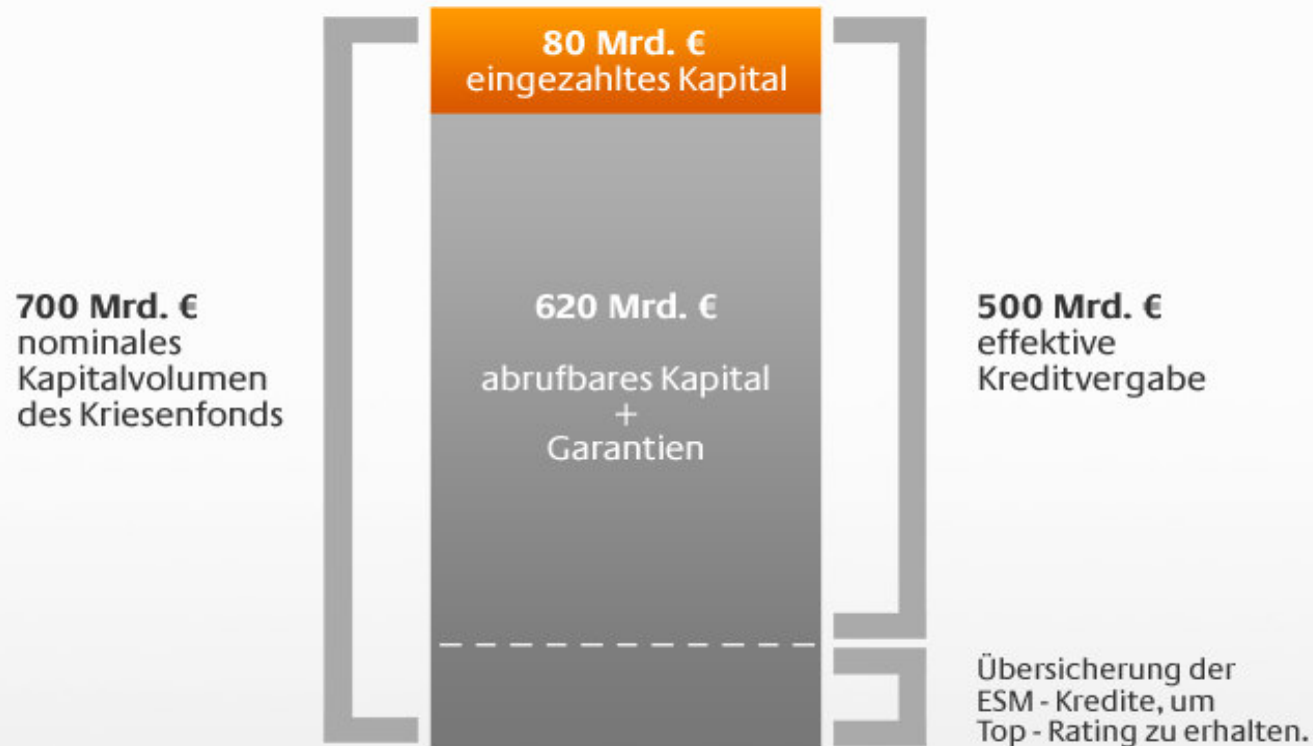 80 Mrd. €
eingezahltes Kapital
700 Mrd. €
nominales
Kapitalvolumen
des Kriesenfonds
620 Mrd. €
abrufbares Kapital
+
Garantien
500 Mrd. €
effektive
Kreditvergabe
Übersicherung der
ESM - Kredite, um
Top - Rating zu erhalten.